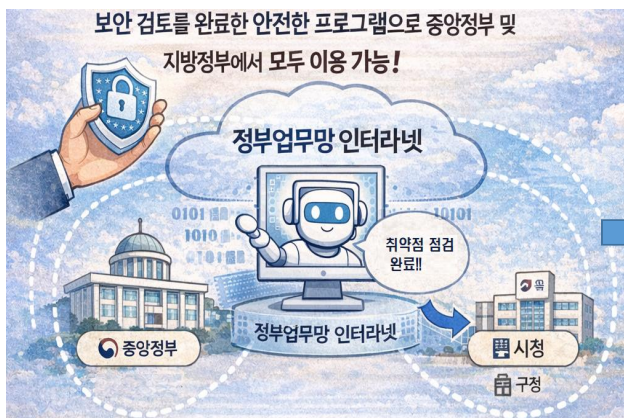 보안 검토를 완료한 안전한 프로그램으로 중앙정부 및
지방정부에서 모두 이용 가능!
정부업무망 인터라넷
0101
10101
1010
0101
취약점 점검
완료!!
정부업무망 인터라넷
중앙정부
시청
구정